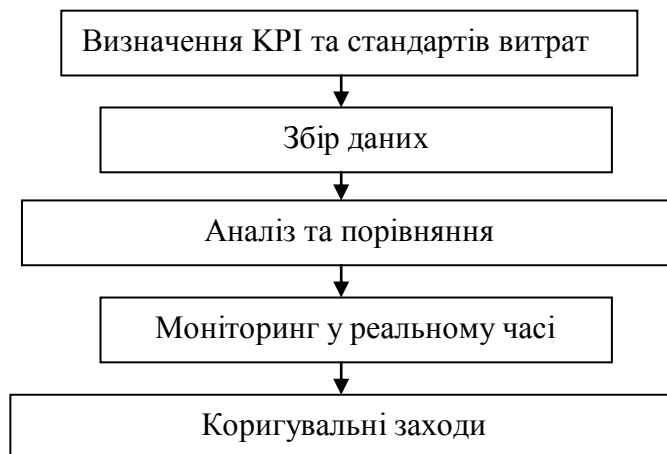 Визначення KPI та стандартів витрат
Збір даних
Аналіз та порівняння
Моніторинг у реальному часі
Коригувальні заходи